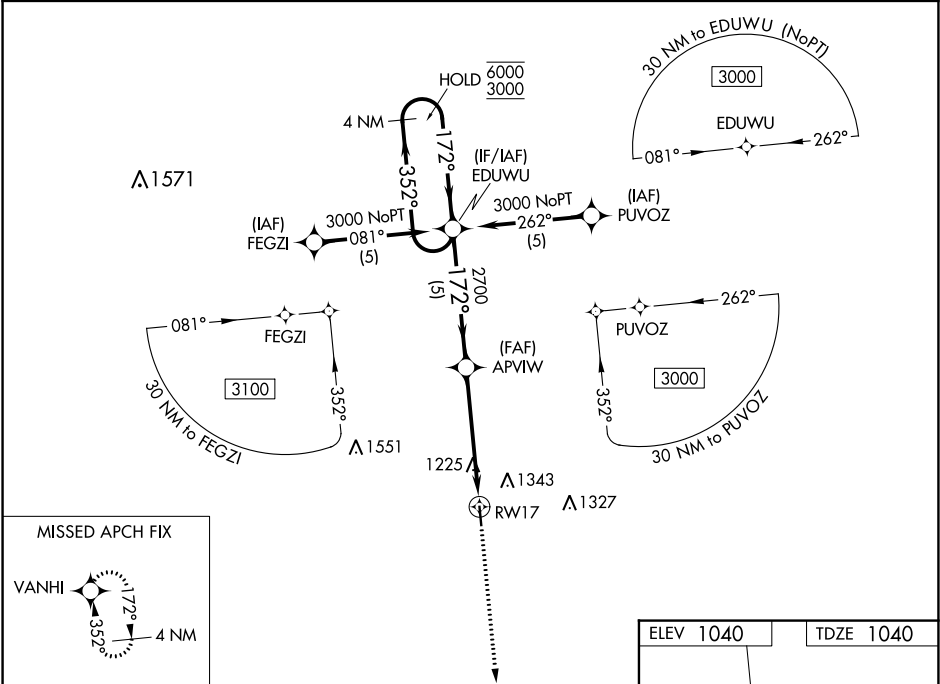 30 NM to EDUWU (NoPT)
3000
EDUWU
081°
262°
HOLD 6000
3000
4 NM
172°
352°
(IF/IAF)
EDUWU
1571
(IAF)
FEGZI
3000 NoPT
081°
(5)
3000 NoPT
262°
(5)
(IAF)
PUVOZ
2700
172°
(5)
081°
FEGZI
3100
352°
30 NM to FEGZI
262°
PUVOZ
3000
352°
30 NM to PUVOZ
(FAF)
APVIW
1551
1225
1343
1327
RW17
MISSED APCH FIX
VANHI
172°
352°
4 NM
ELEV 1040
TDZE 1040